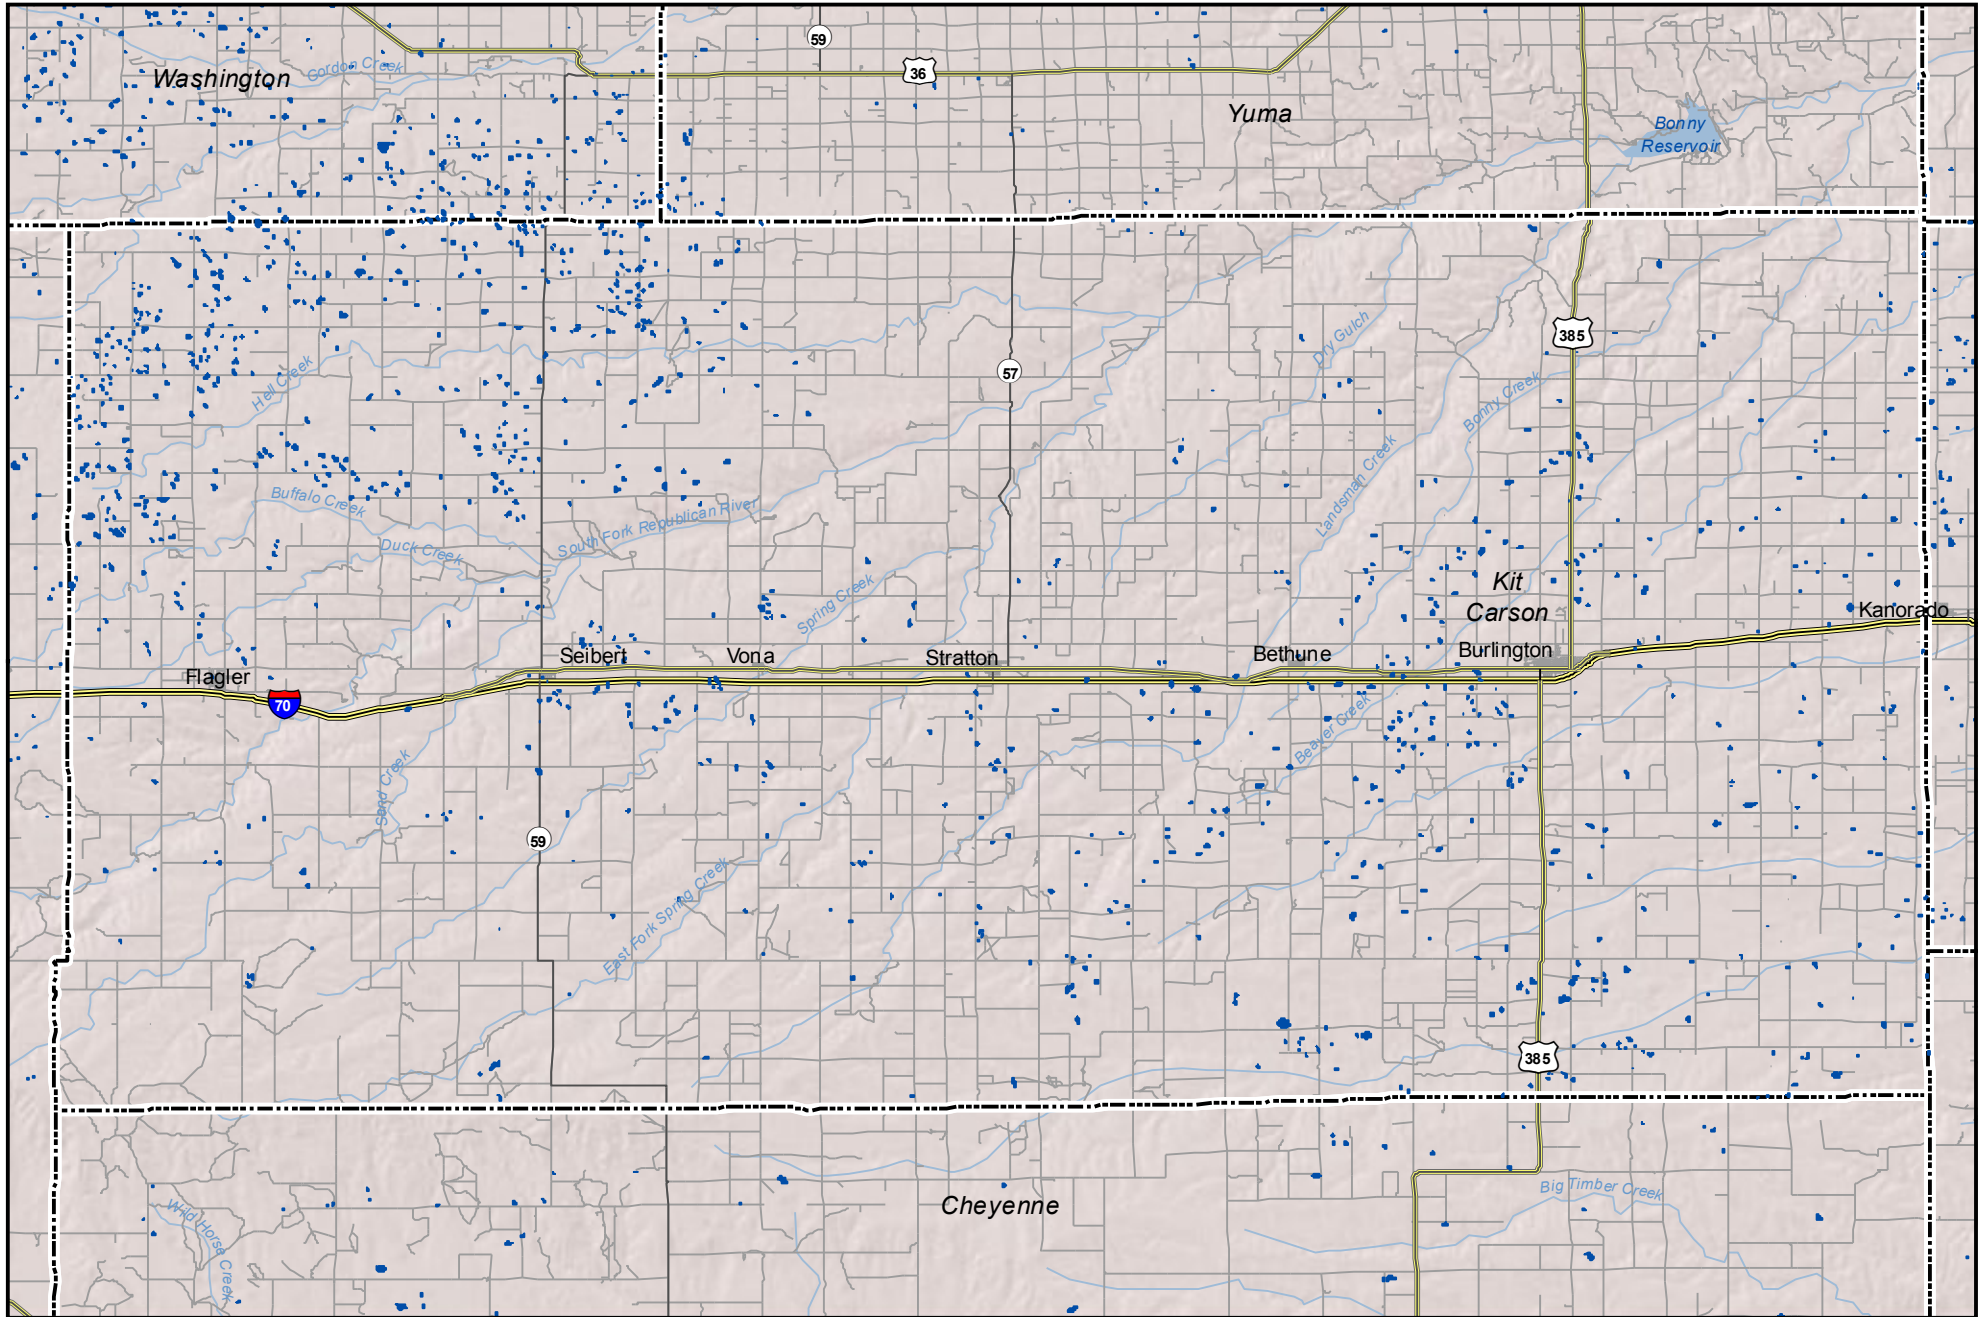 59
Gordon Creek
Washington
36
Yuma
Bonny
Reservoir
385
Dry Gulch
57
Hell Creek
Bonny Creek
Landsman Creek
Buffalo Creek
South Fork Republican River
Duck Creek
Spring Creek
Kit
Carson
Kanorado
Seibert
Vona
Stratton
Bethune
Burlington
Flagler
70
Beaver Creek
Sand Creek
59
East Fork Spring Creek
385
Big Timber Creek
Cheyenne
Wild Horse Creek